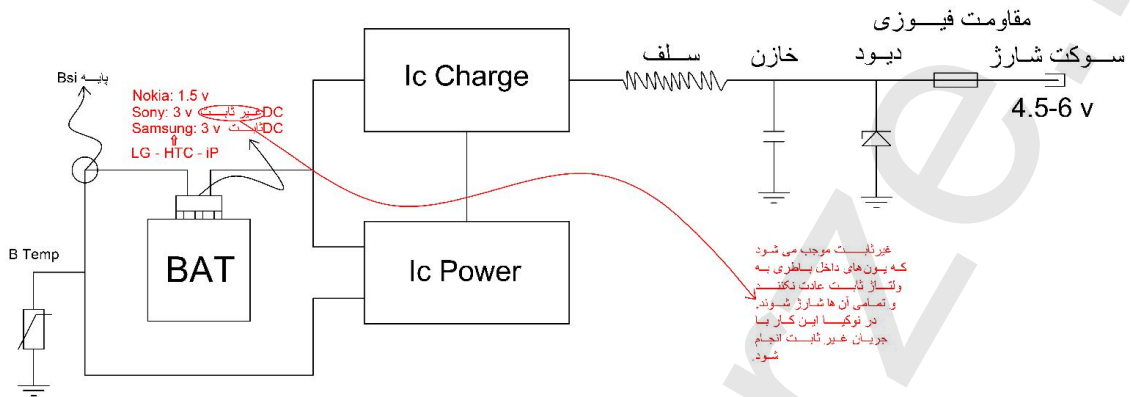 مقاومت فیوزی
سوکت شارژ
دیود
خازن
سلف
4.5-6 v
Ic Charge
Ic Power
پایه Bsi
Nokia: 1.5 v
Sony: 3 v غیر ثابت DC
Samsung: 3 v ثابت DC
LG - HTC - iP
BAT
B Temp
غیرثابت موجب می شود
که یون های داخل باطری به
ولتاژ ثابت عادت نکنند
و تمامی آن ها شارژ شوند.
در نوکیا این کار با
جریان غیر ثابت انجام
شود.